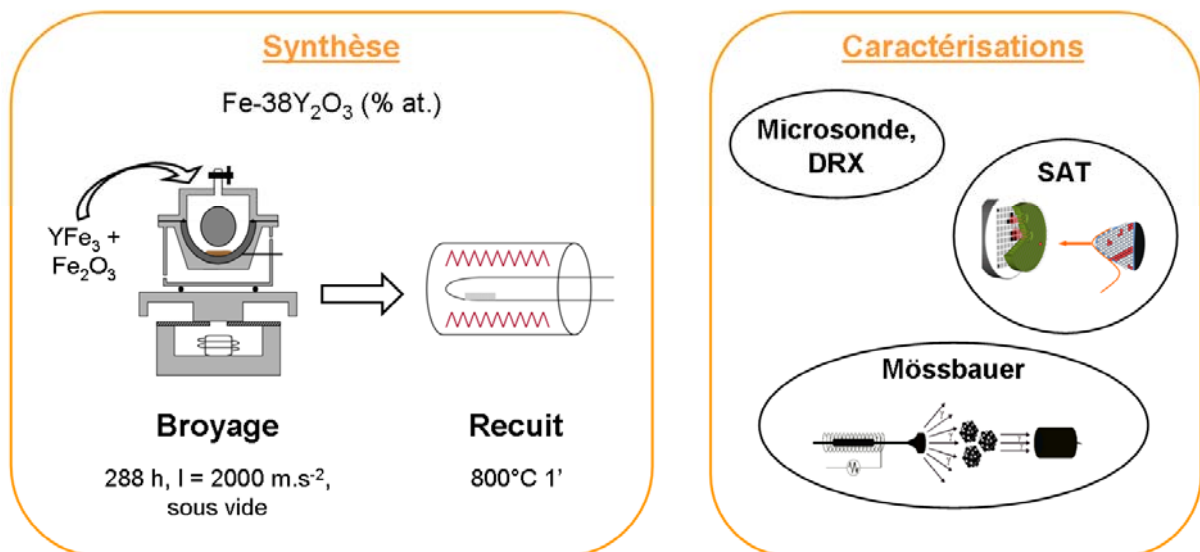 Synthèse
Fe-38Y₂O₃ (% at.)
YFe₃ +
Fe₂O₃
Broyage
288 h, I = 2000 m.s⁻²,
sous vide
Recuit
800°C 1'
Caractérisations
Microsonde,
DRX
SAT
Mössbauer